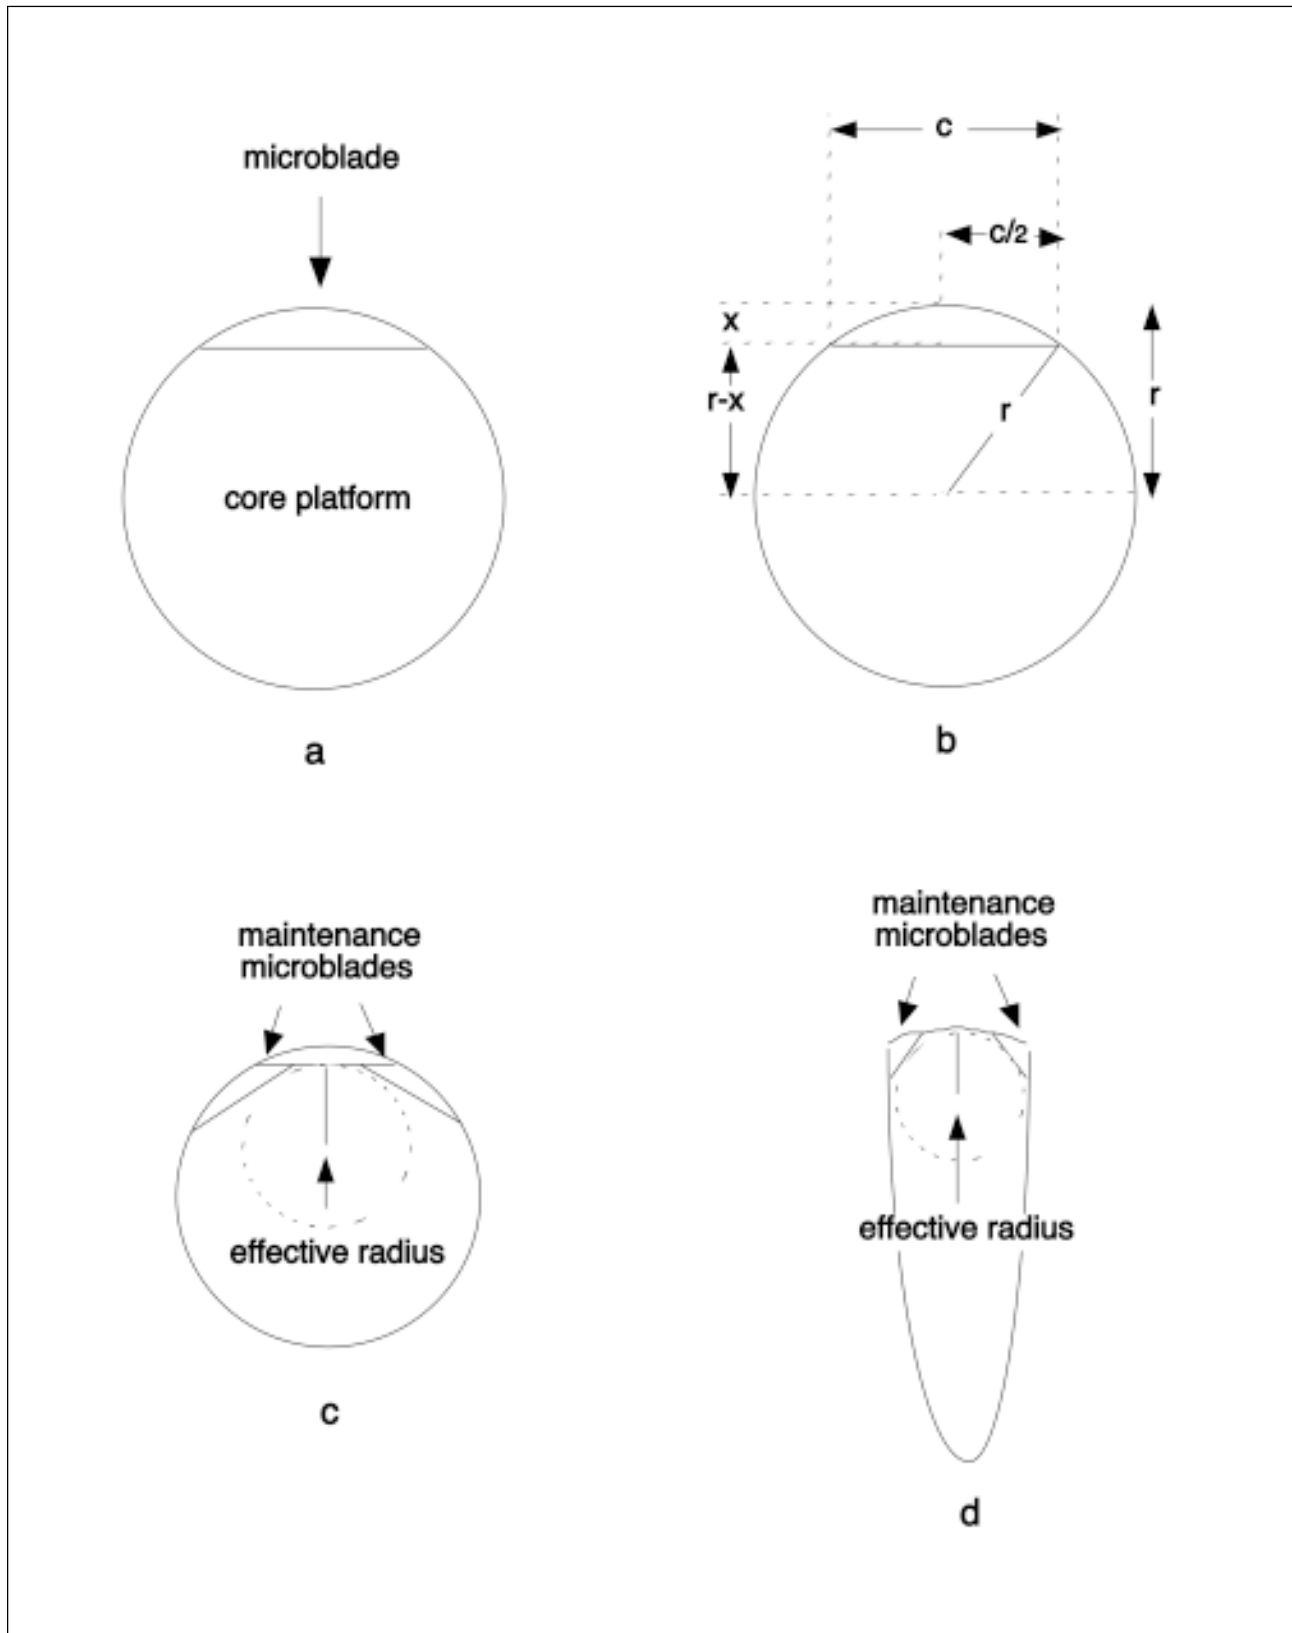 microblade
core platform
a
c
c/2
x
r-x
r
r
b
maintenance
microblades
effective radius
c
maintenance
microblades
effective radius
d